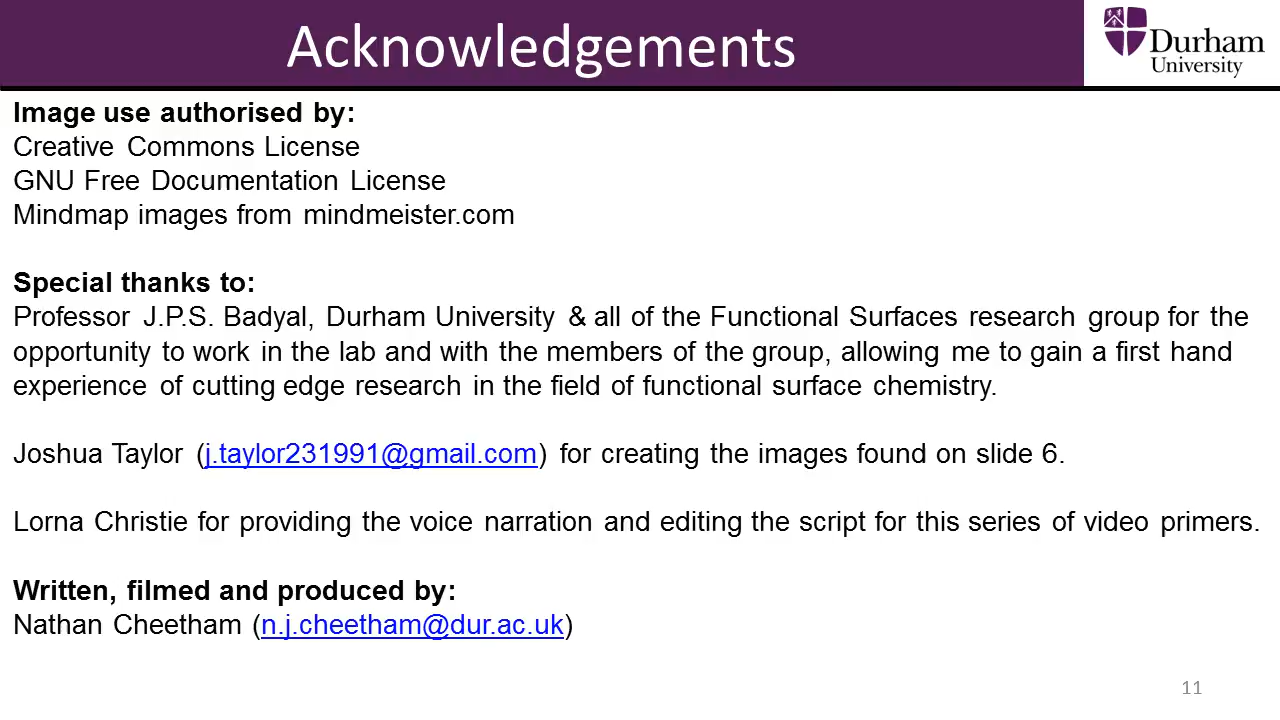 Acknowledgements
Durham
University
Image use authorised by:
Creative Commons License
GNU Free Documentation License
Mindmap images from mindmeister.com
Special thanks to:
Professor J.P.S. Badyal, Durham University & all of the Functional Surfaces research group for the
opportunity to work in the lab and with the members of the group, allowing me to gain a first hand
experience of cutting edge research in the field of functional surface chemistry.
Joshua Taylor (j.taylor231991@gmail.com) for creating the images found on slide 6.
Lorna Christie for providing the voice narration and editing the script for this series of video primers.
Written, filmed and produced by:
Nathan Cheetham (n.j.cheetham@dur.ac.uk)
11